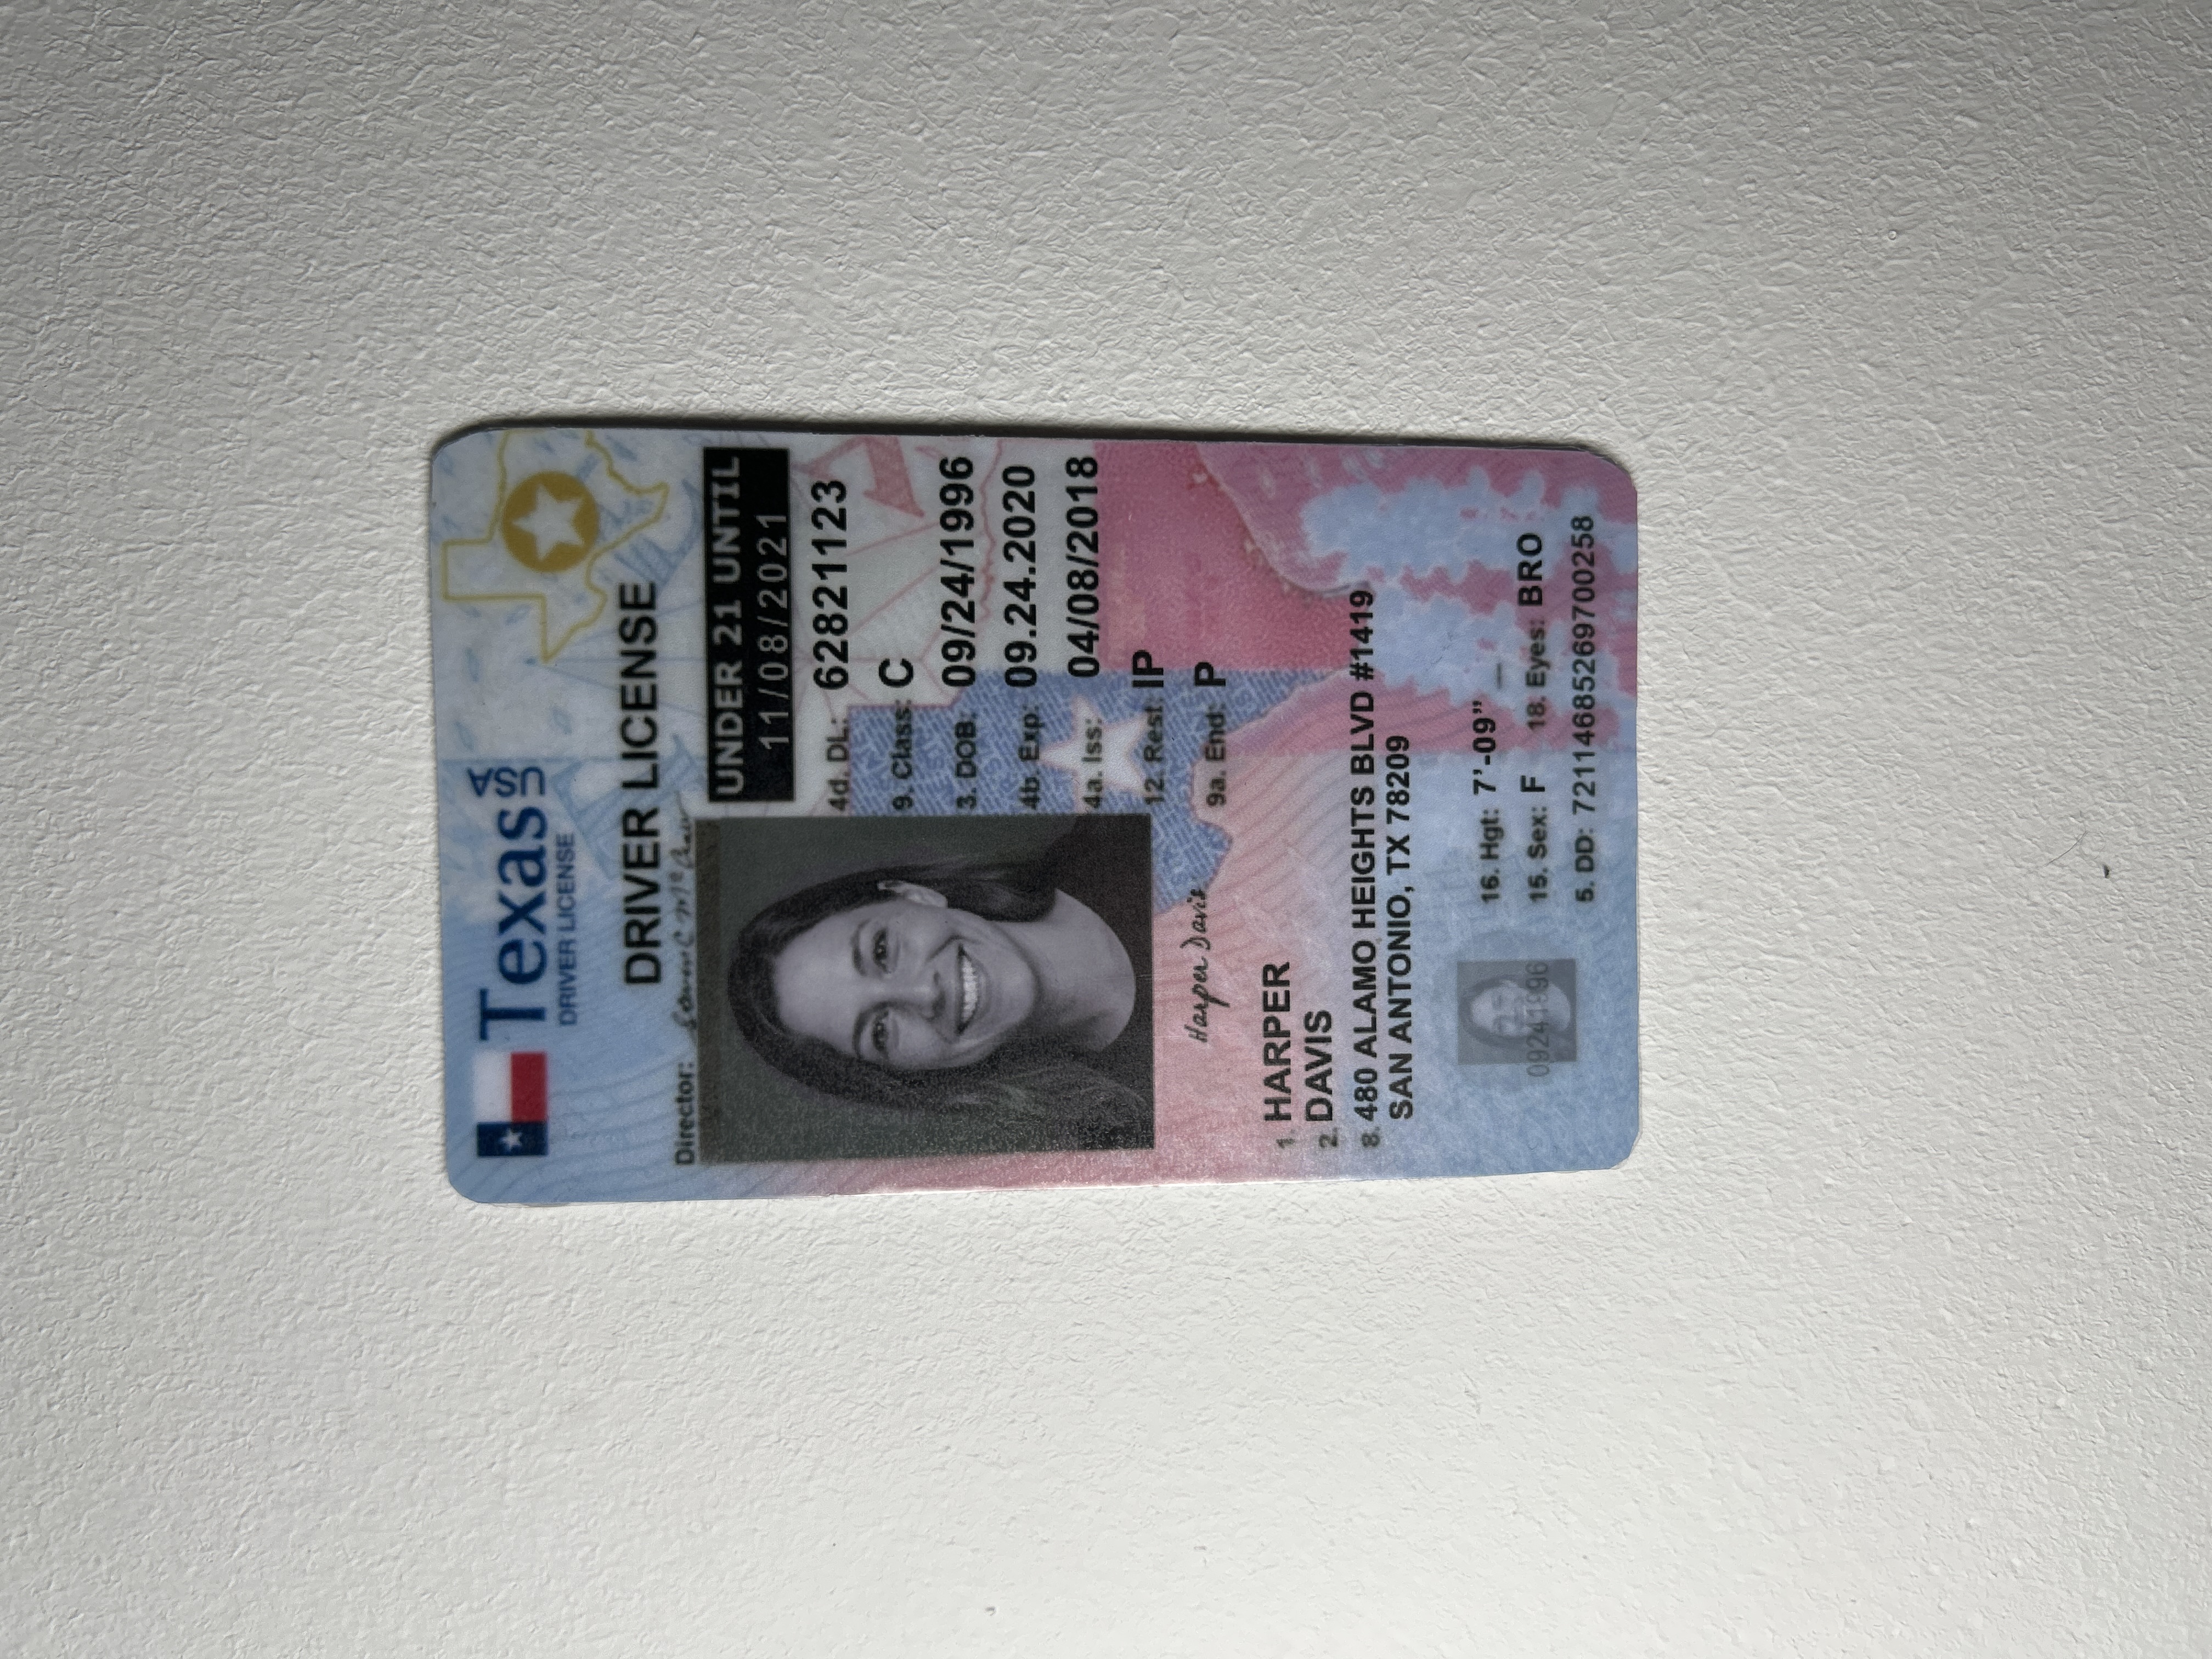 Texas USA
DRIVER LICENSE
DRIVER LICENSE
Director: Steven C McCraw
UNDER 21 UNTIL
11/08/2021
4d. DL: 62821123
9. Class: C
3. DOB: 09/24/1996
4b. Exp: 09.24.2020
4a. Iss: 04/08/2018
12. Rest: IP
9a. End: P
Harper Davis
1. HARPER
2. DAVIS
8. 480 ALAMO HEIGHTS BLVD #1419
SAN ANTONIO, TX 78209
16. Hgt: 7'-09” _
09241996
15. Sex: F 18. Eyes: BRO
5. DD: 72114685269700258